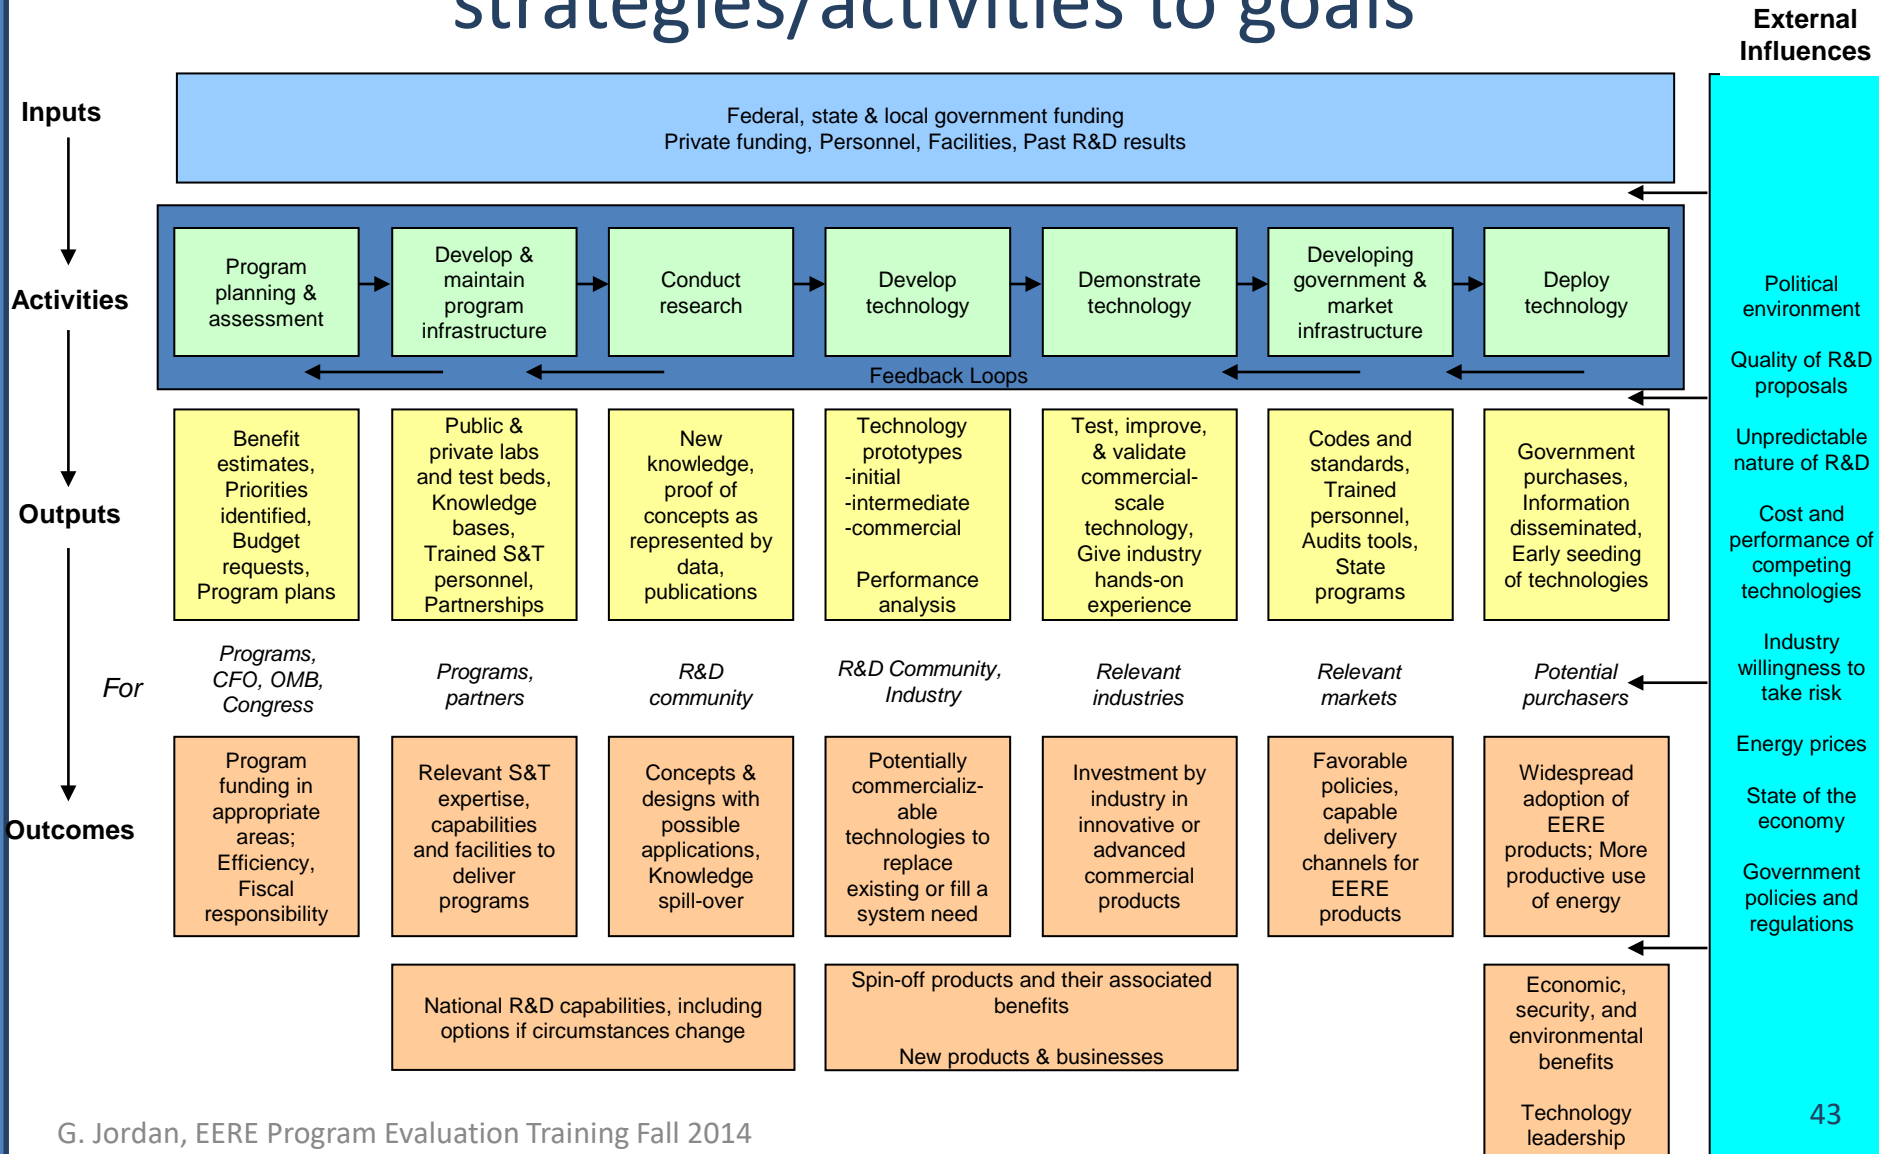 strategies/activities to goals
External
Influences
Inputs
Federal, state & local government funding
Private funding, Personnel, Facilities, Past R&D results
Activities
Program
planning &
assessment
Develop &
maintain
program
infrastructure
Conduct
research
Develop
technology
Demonstrate
technology
Developing
government &
market
infrastructure
Deploy
technology
Feedback Loops
Outputs
Benefit
estimates,
Priorities
identified,
Budget
requests,
Program plans
Public &
private labs
and test beds,
Knowledge
bases,
Trained S&T
personnel,
Partnerships
New
knowledge,
proof of
concepts as
represented by
data,
publications
Technology
prototypes
-initial
-intermediate
-commercial
Performance
analysis
Test, improve,
& validate
commercial-
scale
technology,
Give industry
hands-on
experience
Codes and
standards,
Trained
personnel,
Audits tools,
State
programs
Government
purchases,
Information
disseminated,
Early seeding
of technologies
For
Programs,
CFO, OMB,
Congress
Programs,
partners
R&D
community
R&D Community,
Industry
Relevant
industries
Relevant
markets
Potential
purchasers
Outcomes
Program
funding in
appropriate
areas;
Efficiency,
Fiscal
responsibility
Relevant S&T
expertise,
capabilities
and facilities to
deliver
programs
Concepts &
designs with
possible
applications,
Knowledge
spill-over
Potentially
commercializ-
able
technologies to
replace
existing or fill a
system need
Investment by
industry in
innovative or
advanced
commercial
products
Favorable
policies,
capable
delivery
channels for
EERE
products
Widespread
adoption of
EERE
products; More
productive use
of energy
National R&D capabilities, including
options if circumstances change
Spin-off products and their associated
benefits
New products & businesses
Economic,
security, and
environmental
benefits
Technology
leadership
Political
environment
Quality of R&D
proposals
Unpredictable
nature of R&D
Cost and
performance of
competing
technologies
Industry
willingness to
take risk
Energy prices
State of the
economy
Government
policies and
regulations
G. Jordan, EERE Program Evaluation Training Fall 2014
43